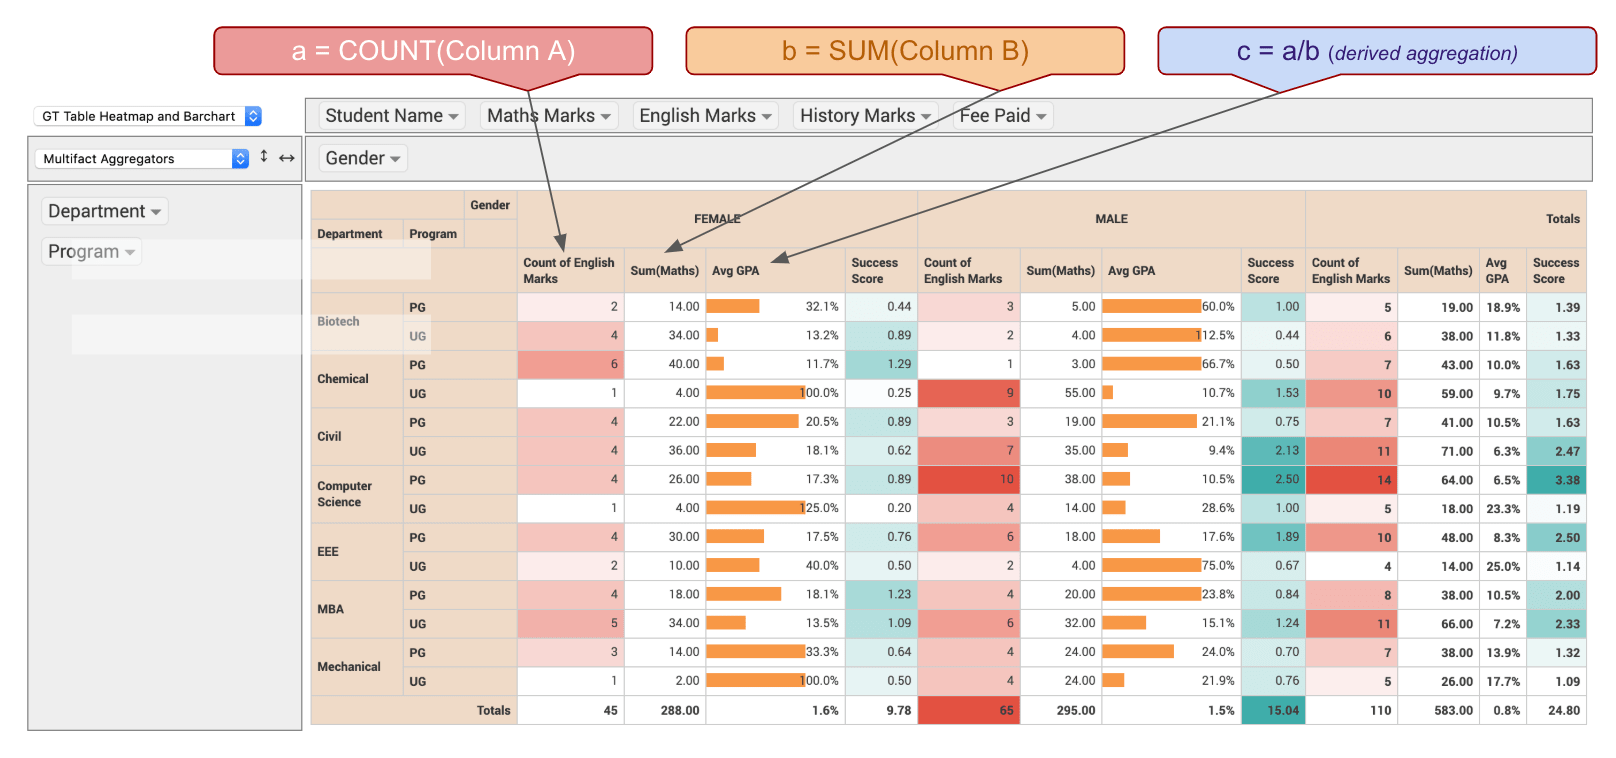 a = COUNT(Column A)
b = SUM(Column B)
c = a/b (derived aggregation)
GT Table Heatmap and Barchart
Student Name Maths Marks English Marks History Marks Fee Paid
Multifact Aggregators
Gender
Department
Program
Gender FEMALE MALE Totals
Department Program
Count of English Marks Sum(Maths) Avg GPA Success Score Count of English Marks Sum(Maths) Avg GPA Success Score Count of English Marks Sum(Maths) Avg GPA Success Score
Biotech PG 2 14.00 32.1% 0.44 3 5.00 60.0% 1.00 5 19.00 18.9% 1.39
UG 4 34.00 13.2% 0.89 2 4.00 112.5% 0.44 6 38.00 11.8% 1.33
Chemical PG 6 40.00 11.7% 1.29 1 3.00 66.7% 0.50 7 43.00 10.0% 1.63
UG 1 4.00 100.0% 0.25 9 55.00 10.7% 1.53 10 59.00 9.7% 1.75
Civil PG 4 22.00 20.5% 0.89 3 19.00 21.1% 0.75 7 41.00 10.5% 1.63
UG 4 36.00 18.1% 0.62 7 35.00 9.4% 2.13 11 71.00 6.3% 2.47
Computer Science PG 4 26.00 17.3% 0.89 10 38.00 10.5% 2.50 14 64.00 6.5% 3.38
UG 1 4.00 125.0% 0.20 4 14.00 28.6% 1.00 5 18.00 23.3% 1.19
EEE PG 4 30.00 17.5% 0.76 6 18.00 17.6% 1.89 10 48.00 8.3% 2.50
UG 2 10.00 40.0% 0.50 2 4.00 75.0% 0.67 4 14.00 25.0% 1.14
MBA PG 4 18.00 18.1% 1.23 4 20.00 23.8% 0.84 8 38.00 10.5% 2.00
UG 5 34.00 13.5% 1.09 6 32.00 15.1% 1.24 11 66.00 7.2% 2.33
Mechanical PG 3 14.00 33.3% 0.64 4 24.00 24.0% 0.70 7 38.00 13.9% 1.32
UG 1 2.00 100.0% 0.50 4 24.00 21.9% 0.76 5 26.00 17.7% 1.09
Totals 45 288.00 1.6% 9.78 65 295.00 1.5% 15.04 110 583.00 0.8% 24.80